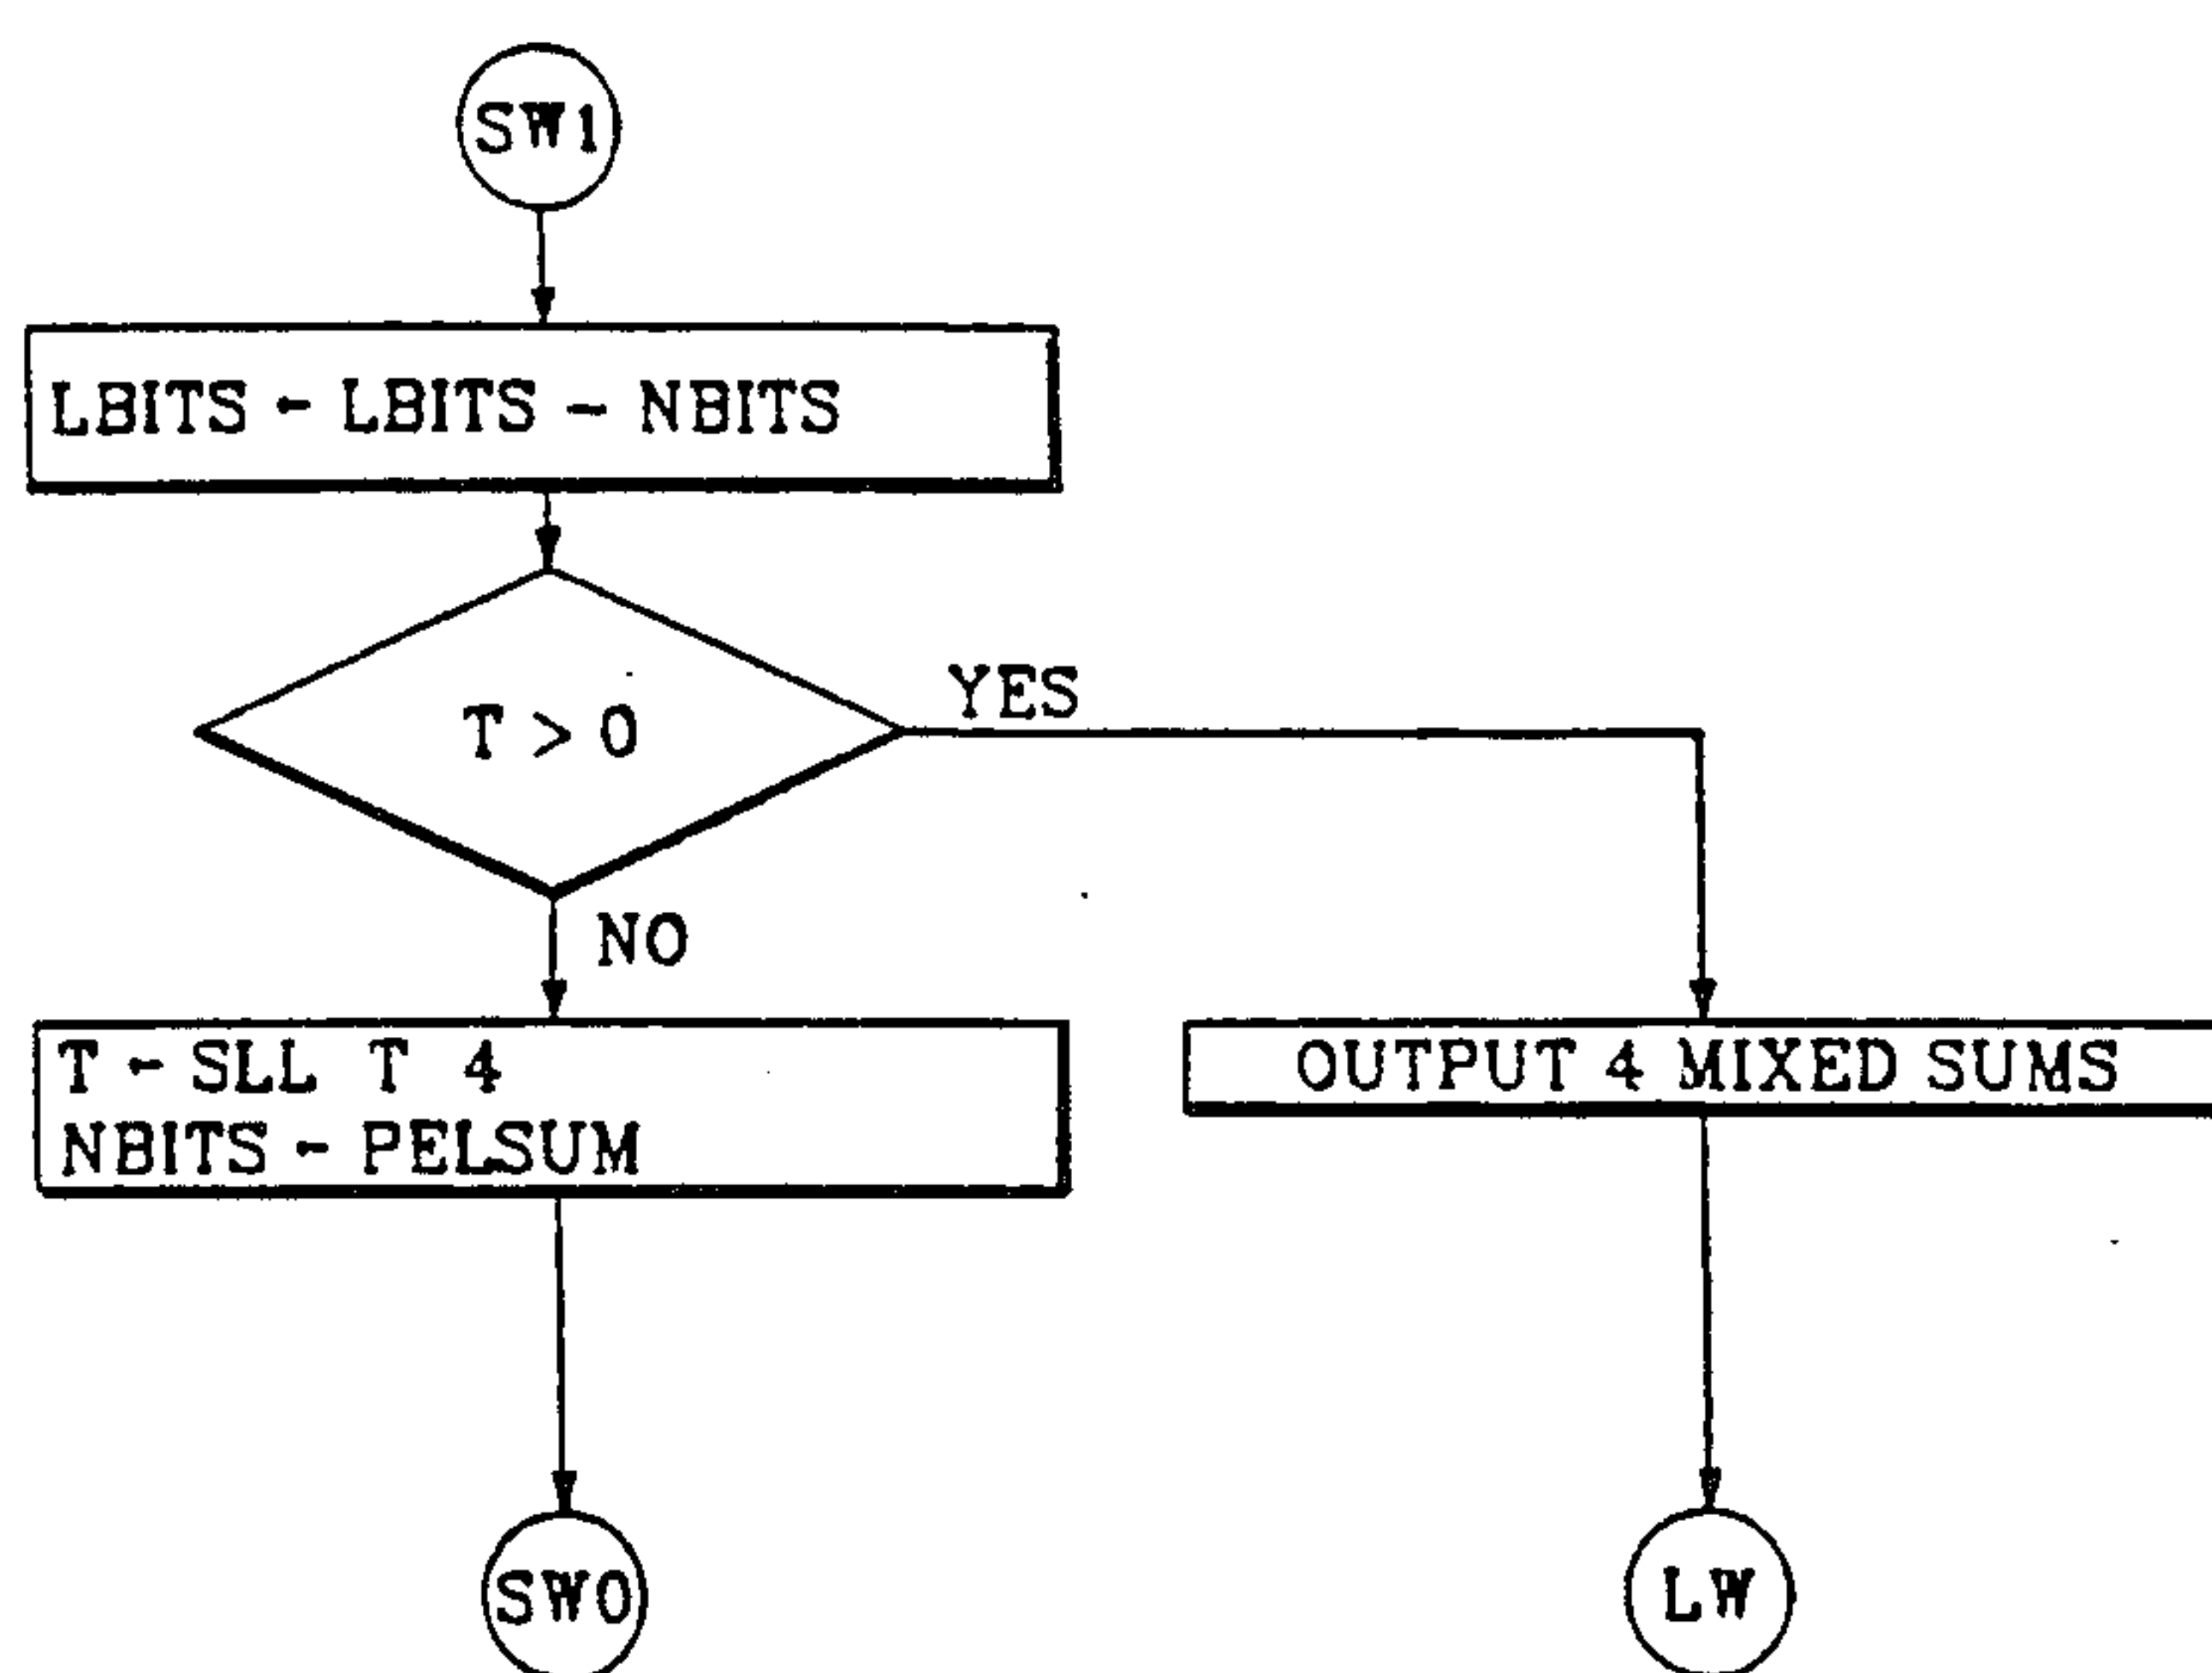 SW1
LBITS ← LBITS - NBITS
T > 0
YES
NO
T ← SLL T 4
NBITS ← PELSUM
OUTPUT 4 MIXED SUMS
SW0
LW